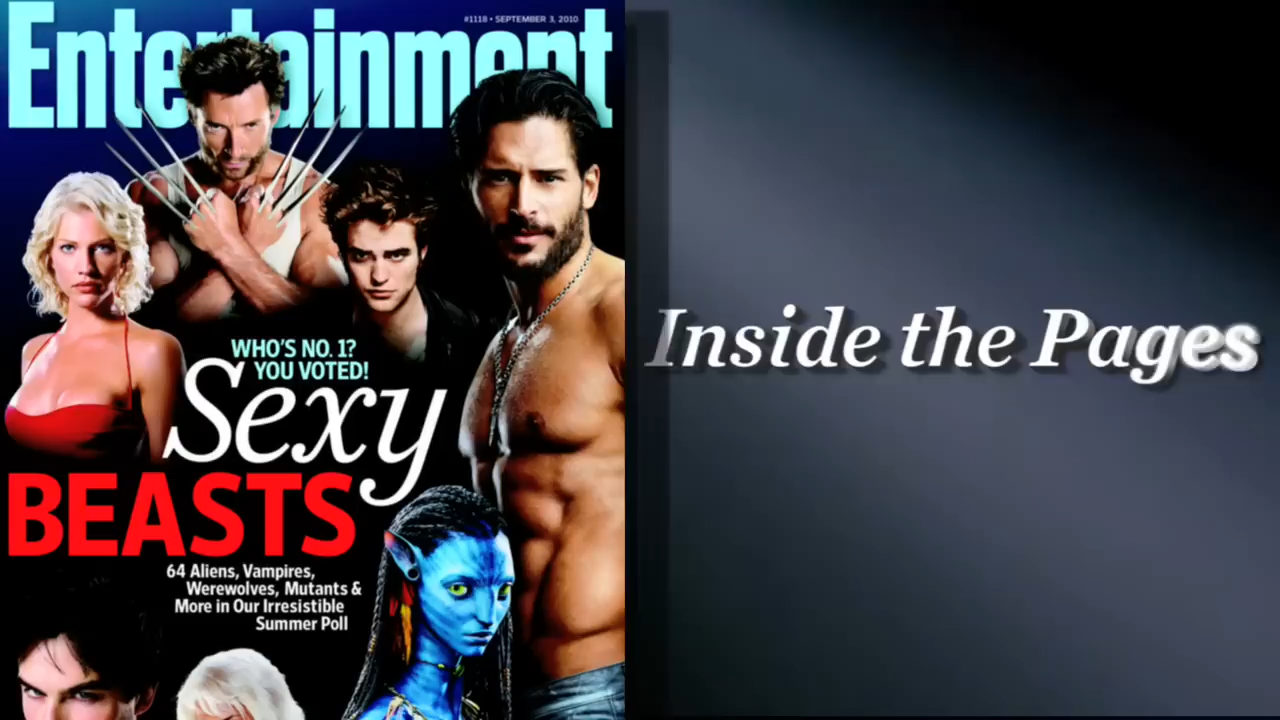 #1118 • SEPTEMBER 3, 2010
Entertainment
WHO'S NO. 1?
YOU VOTED!
Sexy
BEASTS
64 Aliens, Vampires,
Werewolves, Mutants &
More in Our Irresistible
Summer Poll
Inside the Pages